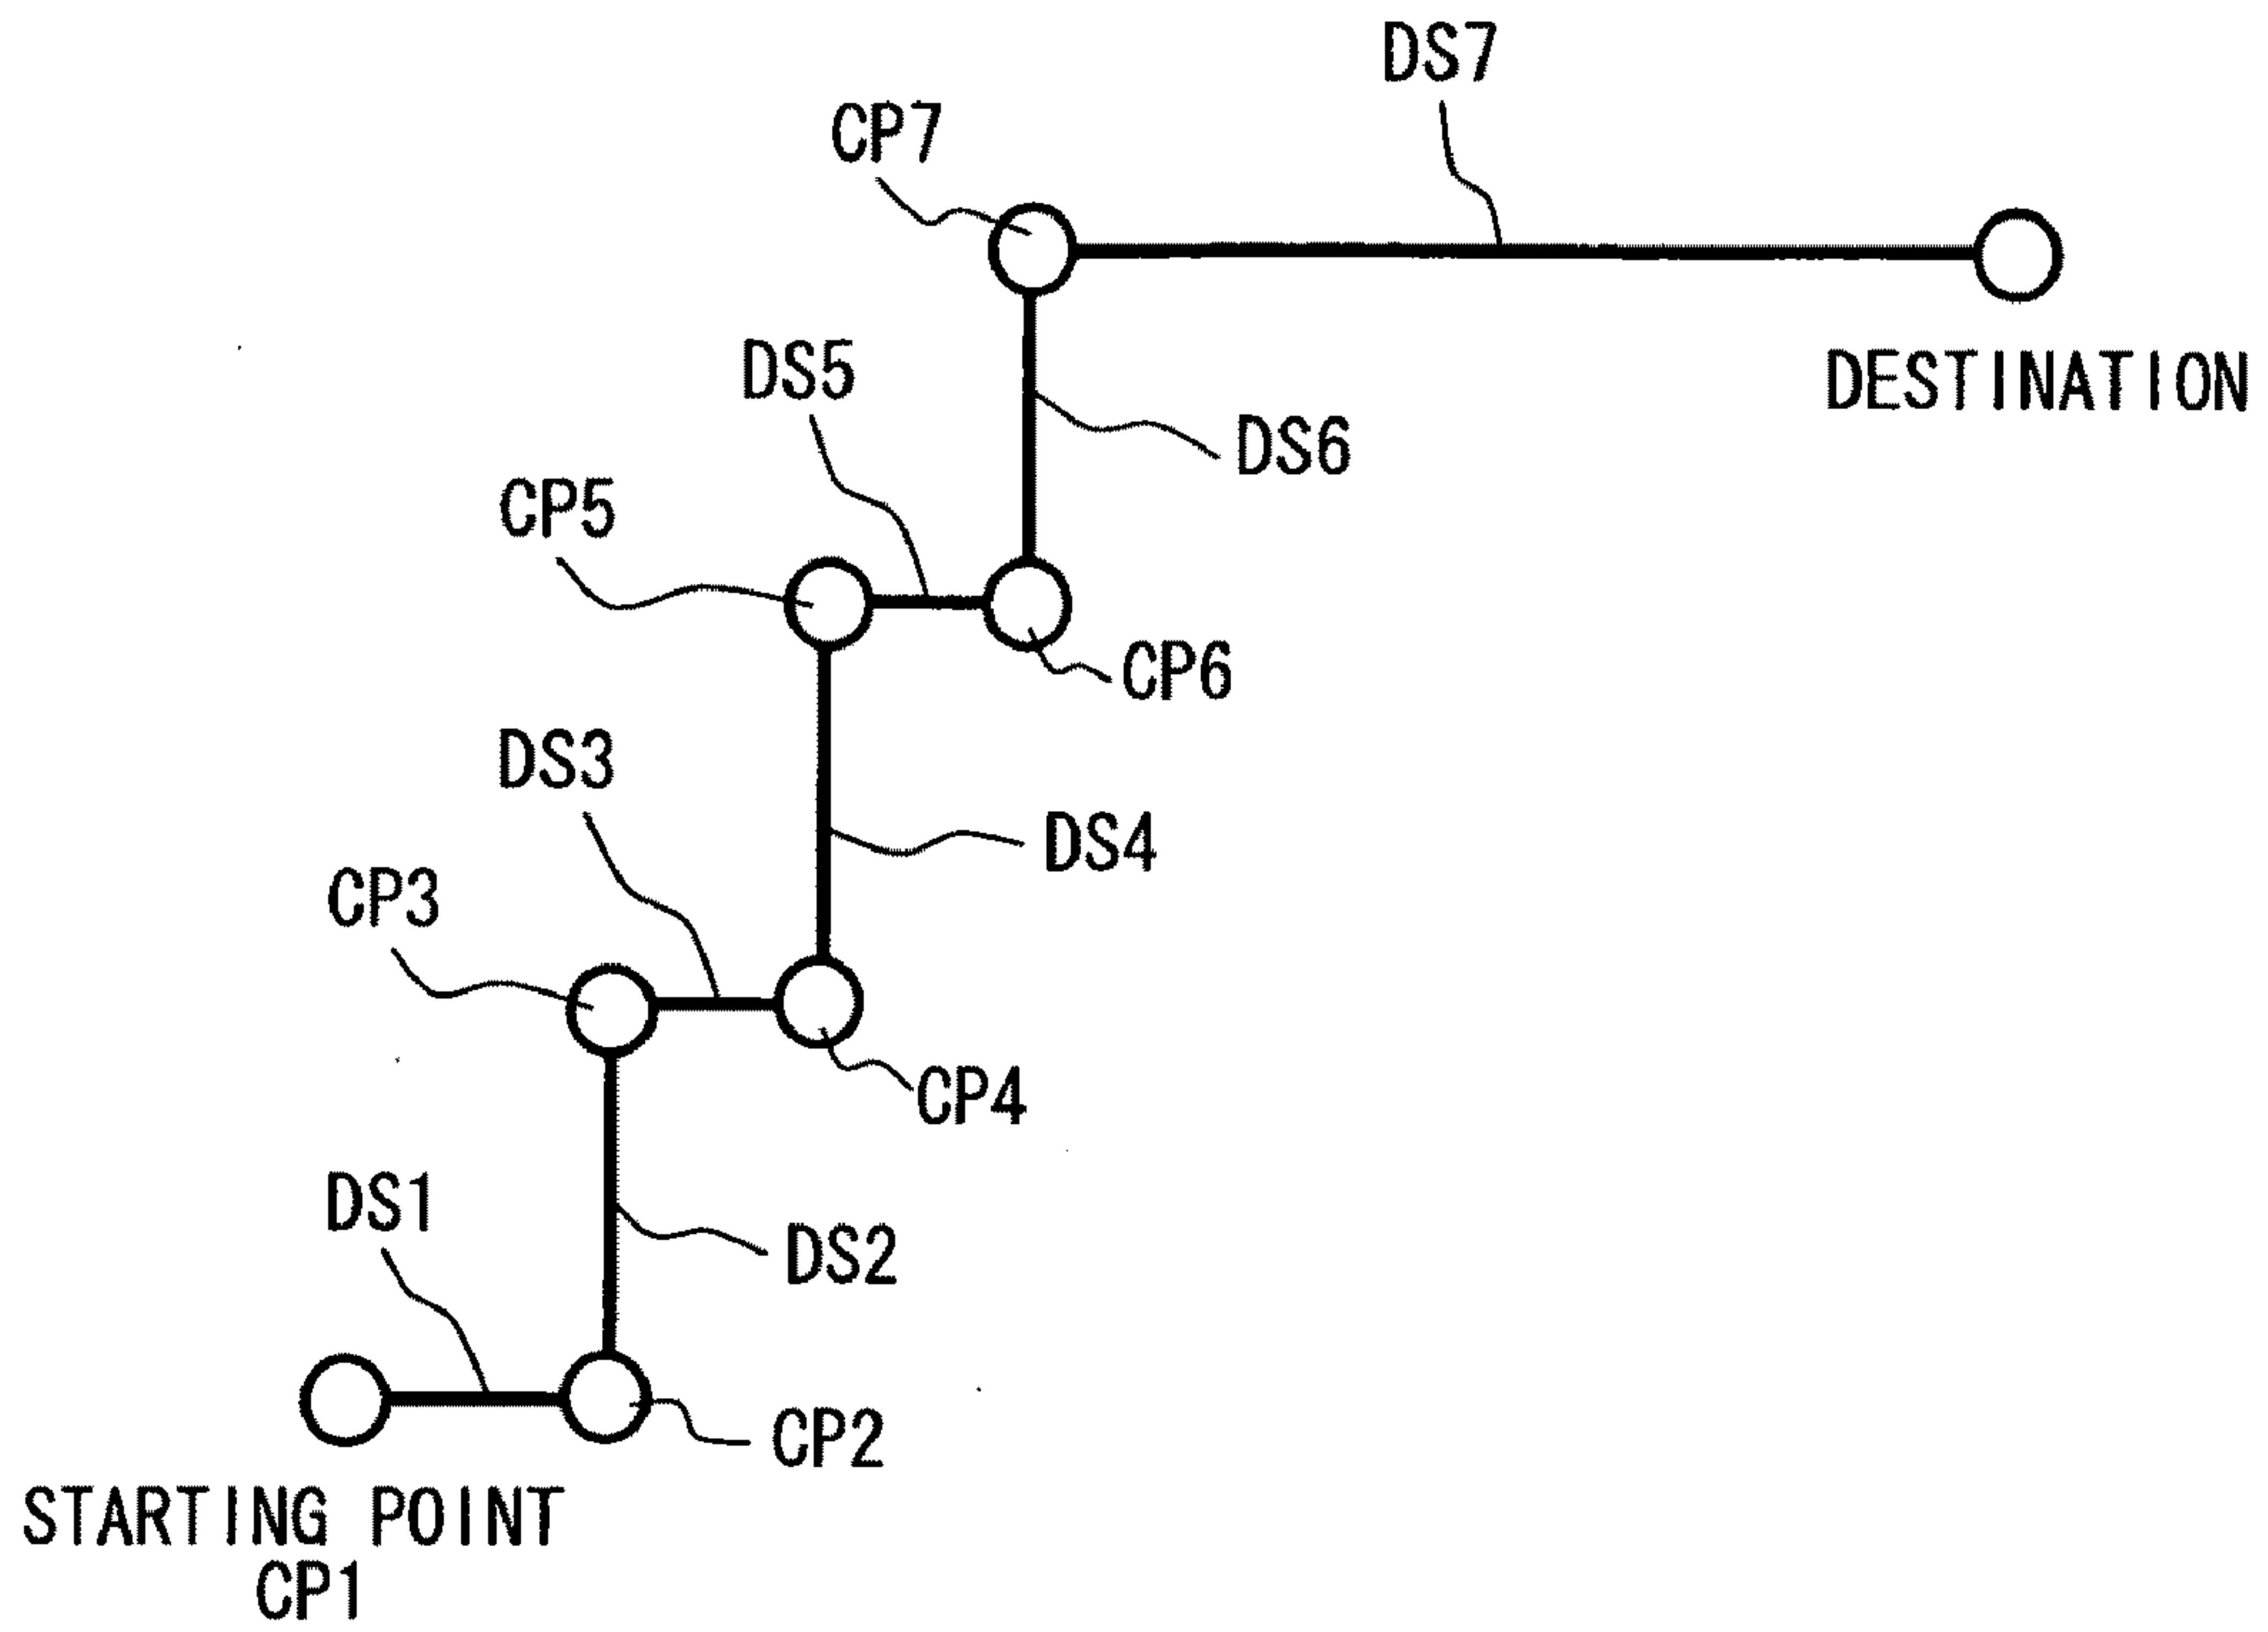 DS7
CP7
DS5
DESTINATION
DS6
CP5
CP6
DS3
DS4
CP3
CP4
DS1
DS2
CP2
STARTING POINT
CP1